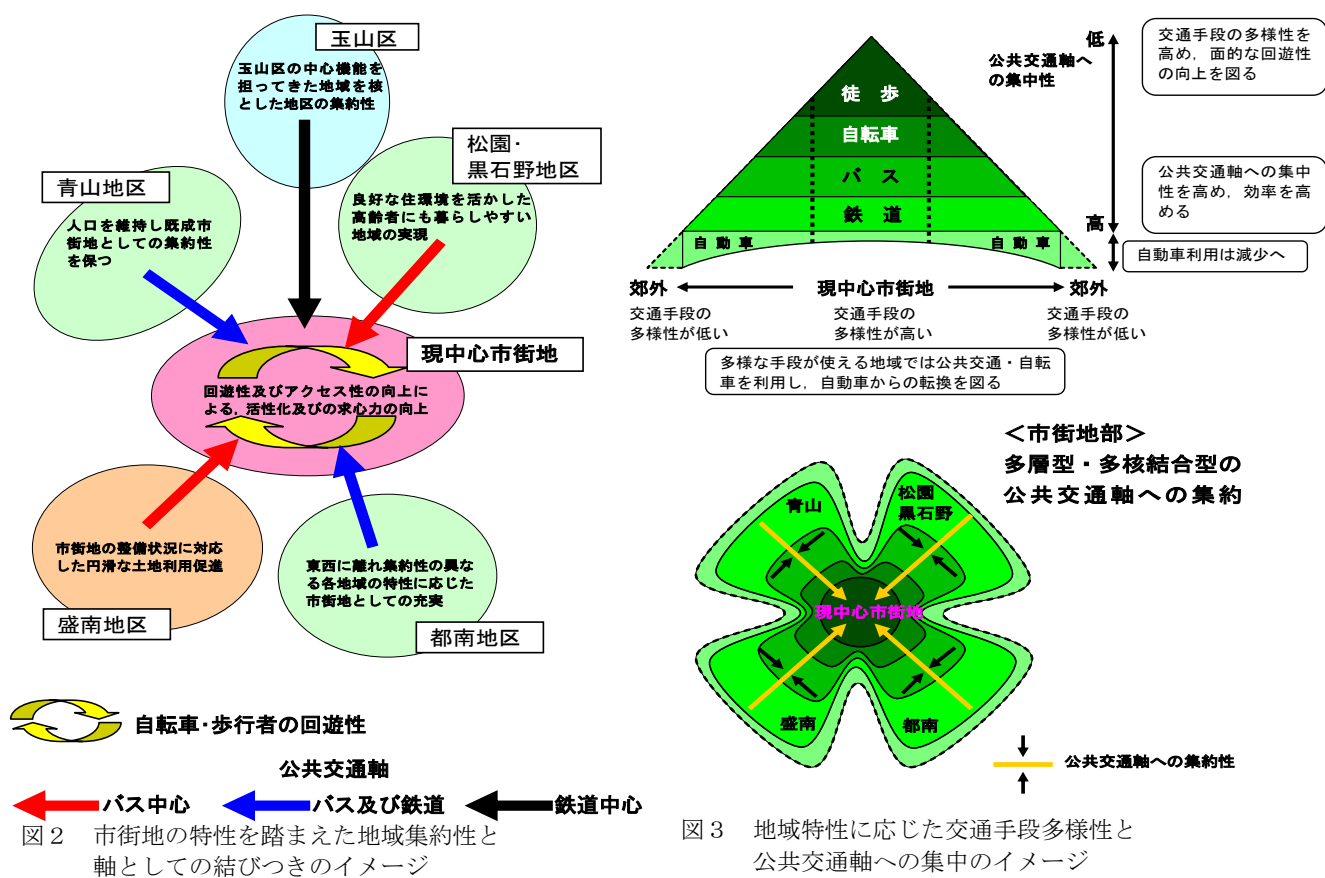 玉山区
玉山区の中心機能を
担ってきた地域を核
とした地区の集約性
松園・
黒石野地区
良好な住環境を活かした
高齢者にも暮らしやすい
地域の実現
青山地区
人口を維持し既成市
街地としての集約性
を保つ
現中心市街地
回遊性及びアクセス性の向上に
よる，活性化及びの求心力の向上
市街地の整備状況に対応
した円滑な土地利用促進
盛南地区
東西に離れ集約性の異な
る各地域の特性に応じた
市街地としての充実
都南地区
自転車・歩行者の回遊性
公共交通軸
バス中心
バス及び鉄道
鉄道中心
図２　市街地の特性を踏まえた地域集約性と
軸としての結びつきのイメージ
徒　歩
自転車
バ　ス
鉄　道
自 動 車
自 動 車
公共交通軸へ
の集中性
低
高
交通手段の多様性を
高め，面的な回遊性
の向上を図る
公共交通軸への集中
性を高め，効率を高
める
自動車利用は減少へ
郊外
現中心市街地
郊外
交通手段の
多様性が低い
交通手段の
多様性が高い
交通手段の
多様性が低い
多様な手段が使える地域では公共交通・自転
車を利用し，自動車からの転換を図る
＜市街地部＞
多層型・多核結合型の
公共交通軸への集約
青山
松園
黒石野
現中心市街地
盛南
都南
公共交通軸への集約性
図３　地域特性に応じた交通手段多様性と
公共交通軸への集中のイメージ